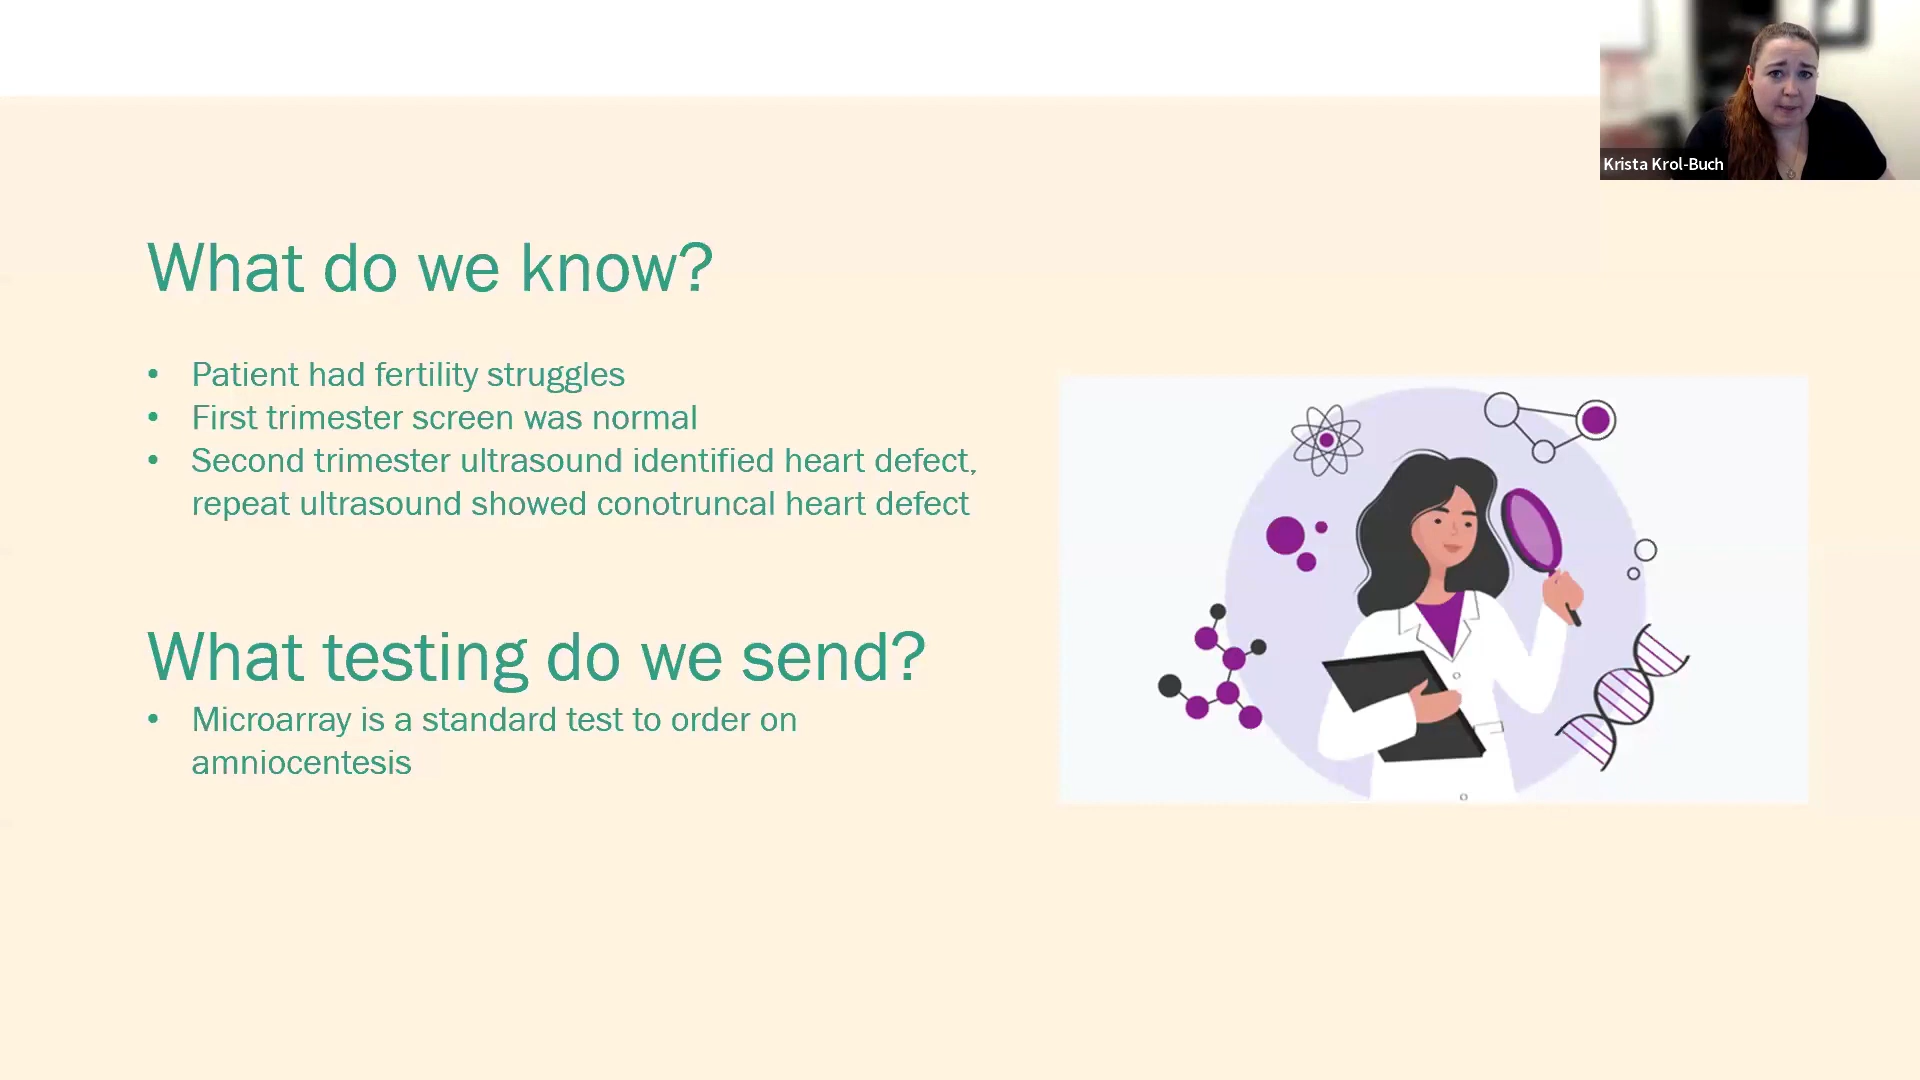 Krista Krol-Buch
What do we know?
• Patient had fertility struggles
• First trimester screen was normal
• Second trimester ultrasound identified heart defect,
repeat ultrasound showed conotruncal heart defect
What testing do we send?
• Microarray is a standard test to order on
amniocentesis